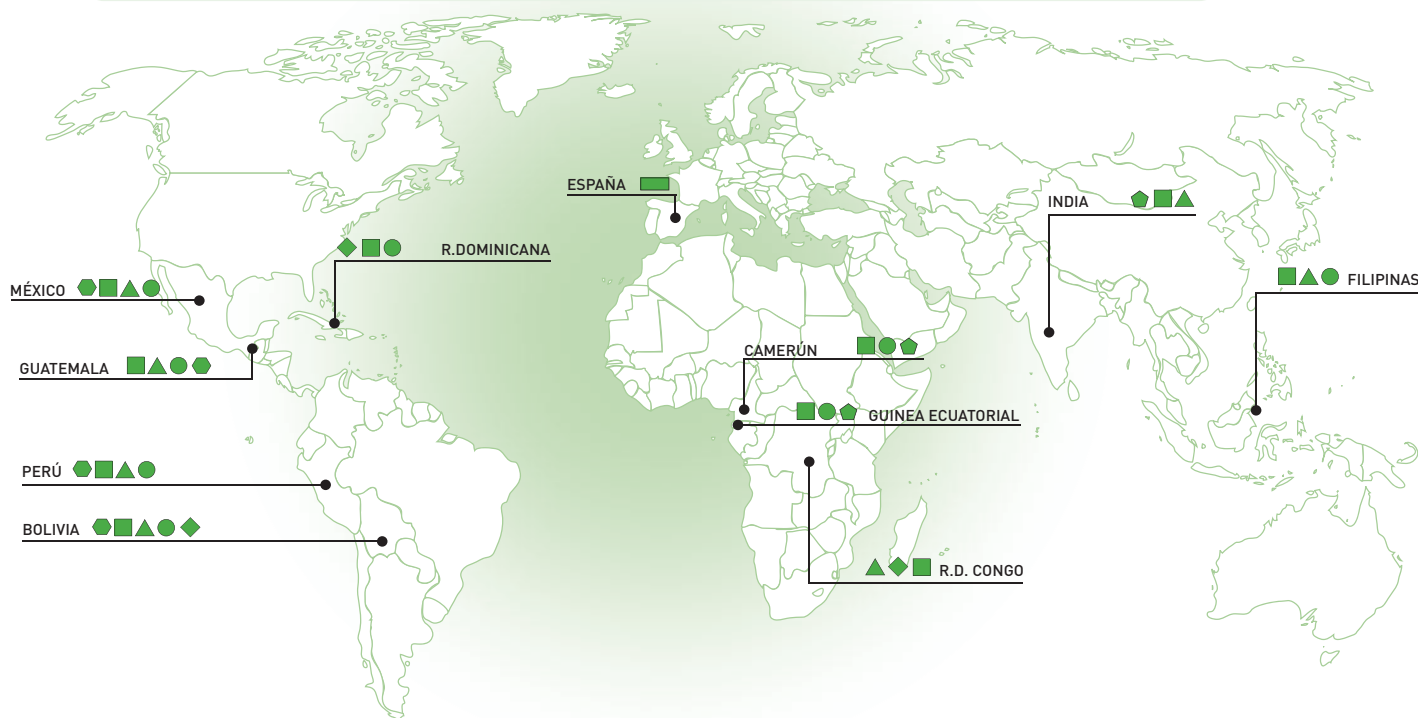 ESPAÑA
INDIA
R.DOMINICANA
MÉXICO
FILIPINAS
CAMERÚN
GUATEMALA
GUINEA ECUATORIAL
PERÚ
BOLIVIA
R.D. CONGO